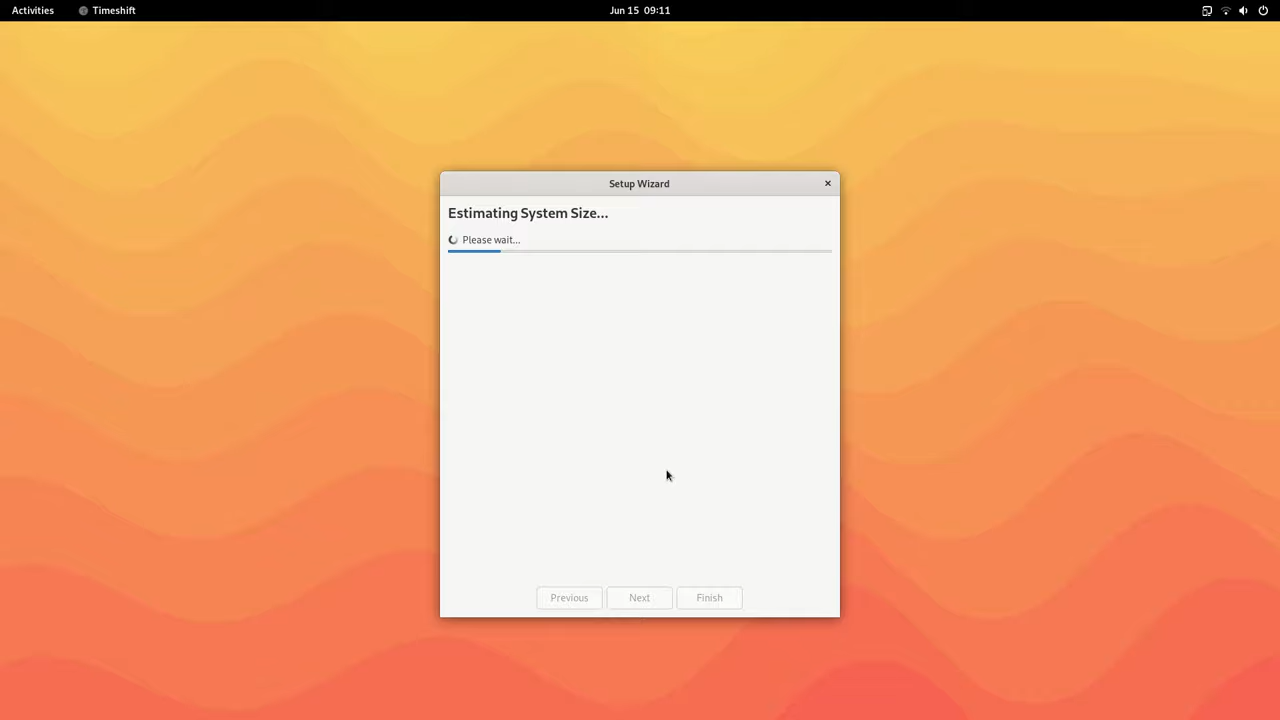 Activities
Timeshift
Jun 15 09:11
Setup Wizard
Estimating System Size...
Please wait...
Previous
Next
Finish